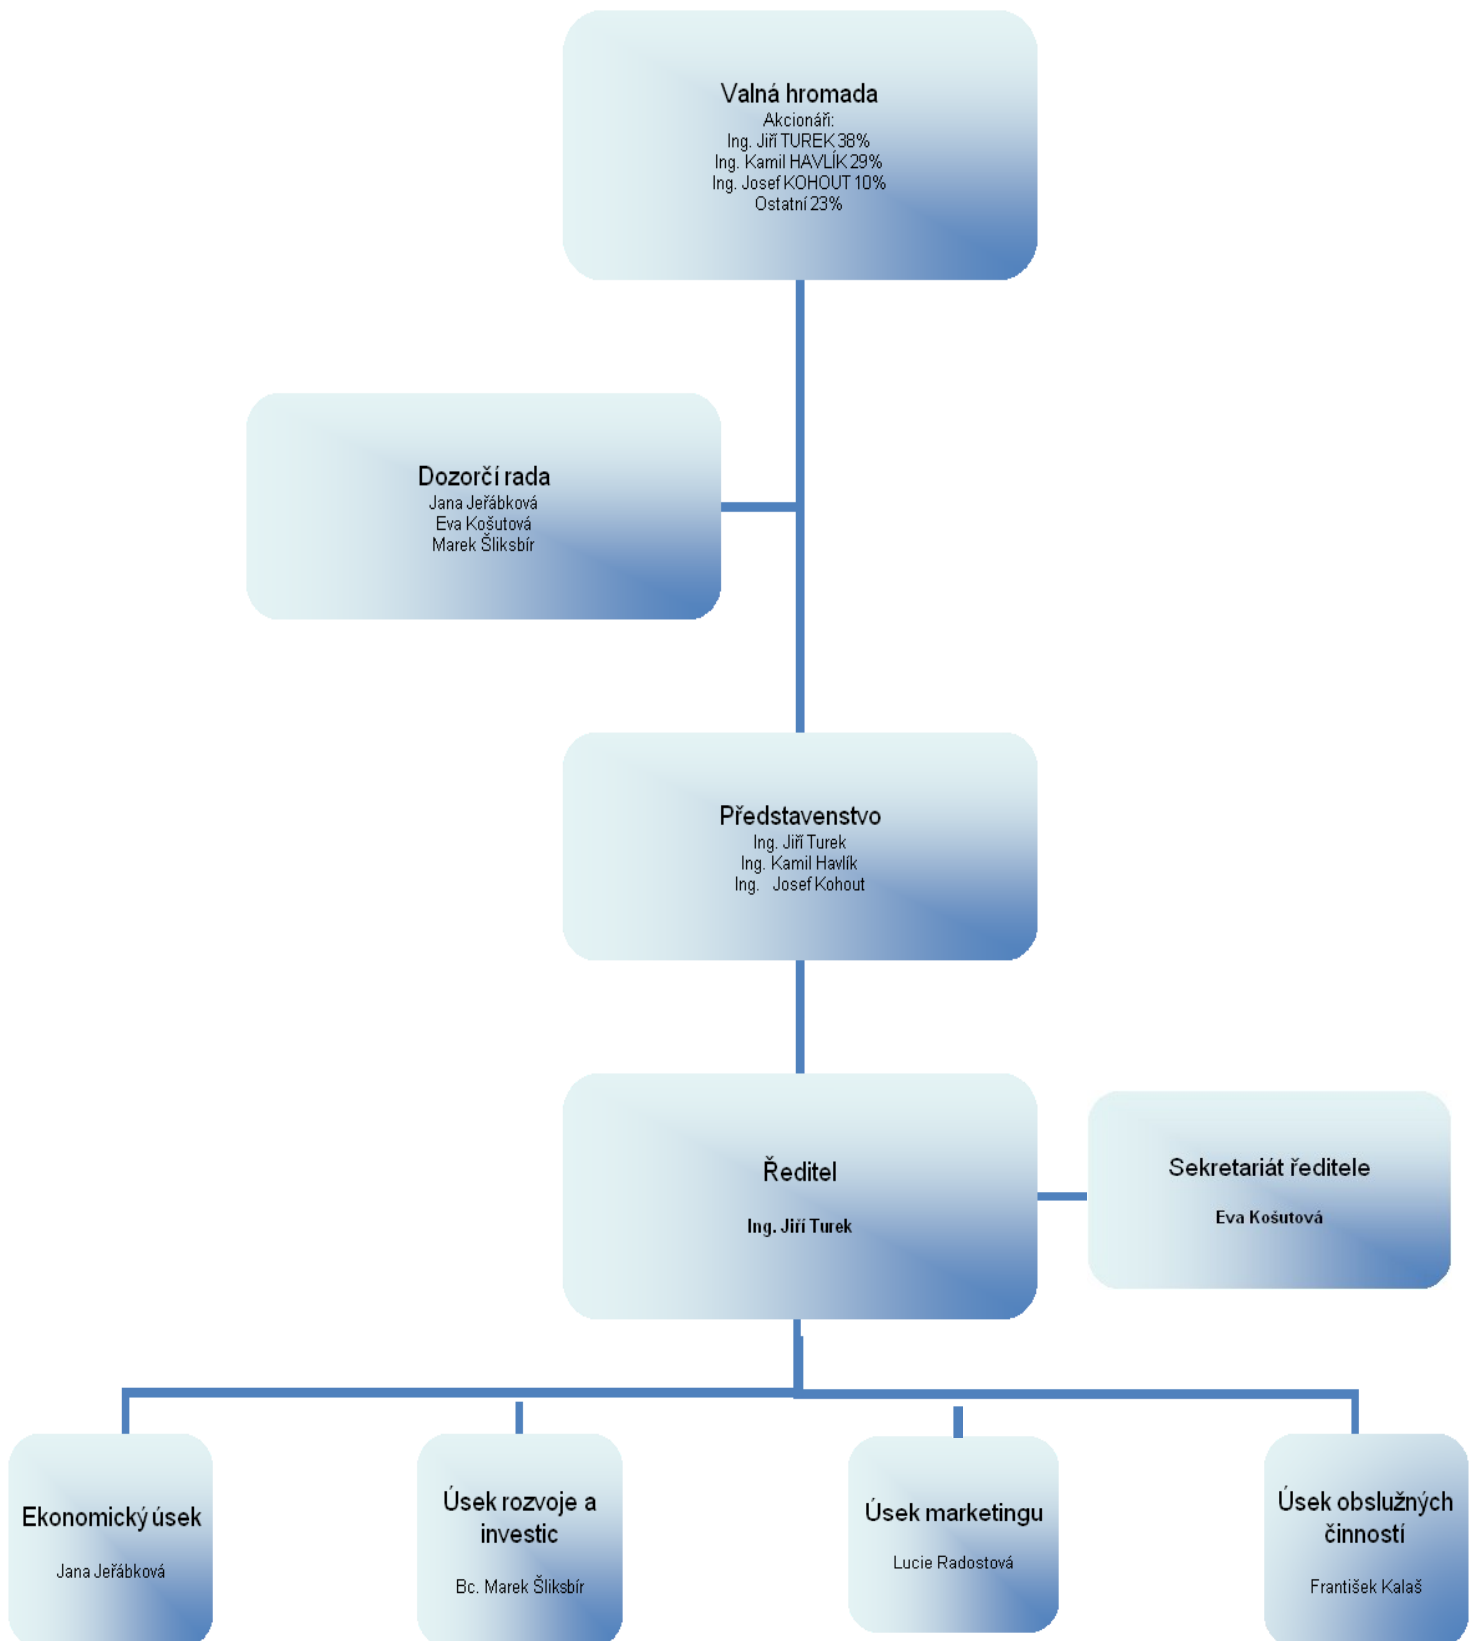 Valná hromada
Akcionáři:
Ing. Jiří TUREK 38%
Ing. Kamil HAVLÍK 29%
Ing. Josef KOHOUT 10%
Ostatní 23%
Dozorčí rada
Jana Jeřábková
Eva Košutová
Marek Šliksbír
Představenstvo
Ing. Jiří Turek
Ing. Kamil Havlík
Ing. Josef Kohout
Ředitel
Ing. Jiří Turek
Sekretariát ředitele
Eva Košutová
Ekonomický úsek
Jana Jeřábková
Úsek rozvoje a
investic
Bc. Marek Šliksbír
Úsek marketingu
Lucie Radostová
Úsek obslužných
činností
František Kalaš